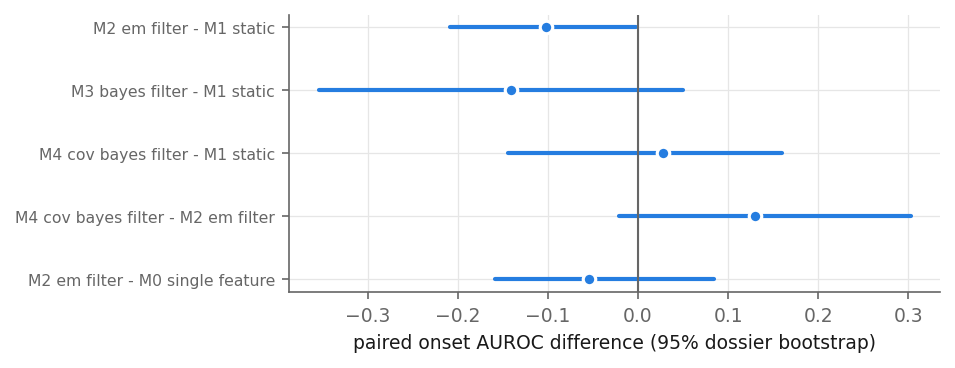 M2 em filter - M1 static
M3 bayes filter - M1 static
M4 cov bayes filter - M1 static
M4 cov bayes filter - M2 em filter
M2 em filter - M0 single feature
−0.3 −0.2 −0.1 0.0 0.1 0.2 0.3
paired onset AUROC difference (95% dossier bootstrap)